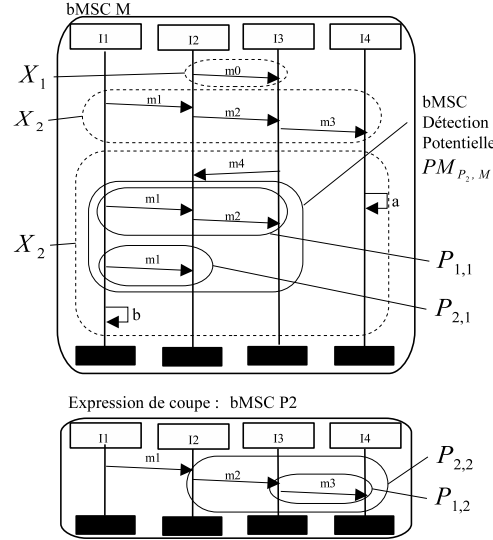 bMSC M
I1 I2 I3 I4
X1
m0
m1
X2
m2
m3
bMSC
Détection
Potentielle
PM P2, M
m4
a
m1
m2
X2
P1,1
m1
P2,1
b
Expression de coupe : bMSC P2
I1 I2 I3 I4
m1
P2,2
m2
m3
P1,2